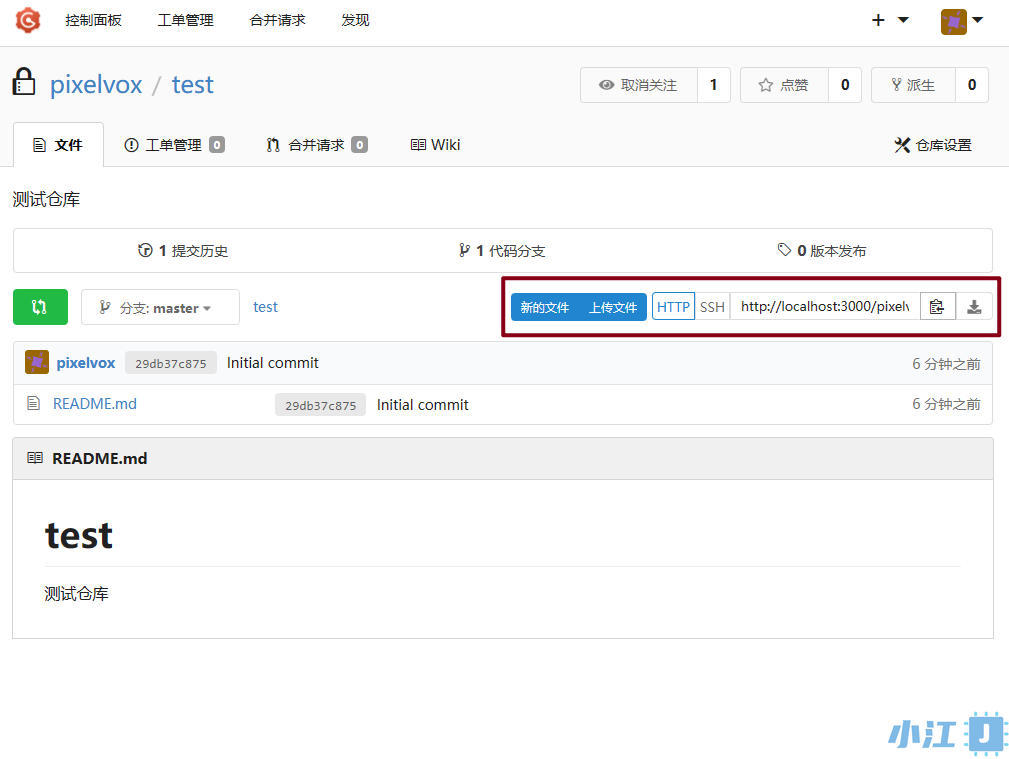 控制面板 工单管理 合并请求 发现
pixelvox / test 取消关注 1 点赞 0 派生 0
文件 工单管理 0 合并请求 0 Wiki 仓库设置
测试仓库
1 提交历史 1 代码分支 0 版本发布
分支: master test 新的文件 上传文件 HTTP SSH http://localhost:3000/pixelv
pixelvox 29db37c875 Initial commit 6 分钟之前
README.md 29db37c875 Initial commit 6 分钟之前
README.md
test
测试仓库
小江 J